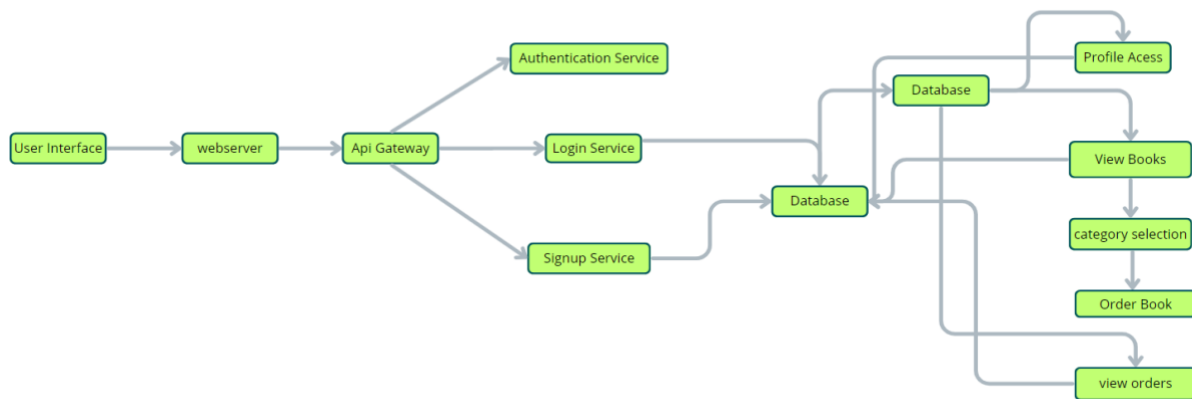 User Interface
webserver
Api Gateway
Authentication Service
Login Service
Signup Service
Database
Database
Profile Acess
View Books
category selection
Order Book
view orders